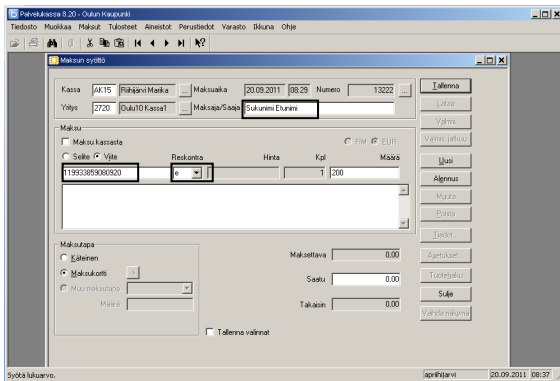 Palvelukassa 8.20 - Oulun Kaupunki
Tiedosto Muokkaa Maksut Tulosteet Aineistot Perustiedot Varasto Ikkuna Ohje
Maksun syöttö
Kassa AK15 Riihijärvi Marika ... Maksuaika 20.09.2011 08:29 Numero 13222 ...
Yritys 2720 Oulu10 Kassa1 ... Maksaja/Saaja Sukunimi Etunimi
Maksu
Maksu kassasta FIM EUR
Selite Viite Reskontra Hinta Kpl Määrä
119933859080920 e 1 200
Maksutapa
Käteinen
Maksukortti
Muu maksutapa
Määrä
Maksettava 0,00
Saatu 0,00
Takaisin 0,00
Tallenna valinnat
Tallenna
Lataa
Valmis
Valmis, jatkuu
Uusi
Alennus
Muuta
Poista
Tiedot...
Asetukset...
Tuotehaku
Sulje
Vaihda näkymä
Syötä lukuarvo. apriihijarvi 20.09.2011 08:37